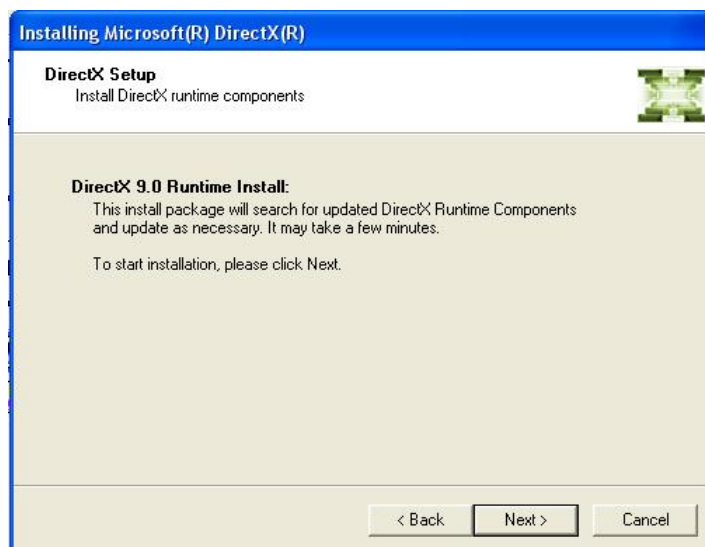 Installing Microsoft(R) DirectX(R)
DirectX Setup
Install DirectX runtime components
DirectX 9.0 Runtime Install:
This install package will search for updated DirectX Runtime Components
and update as necessary. It may take a few minutes.
To start installation, please click Next.
< Back
Next >
Cancel